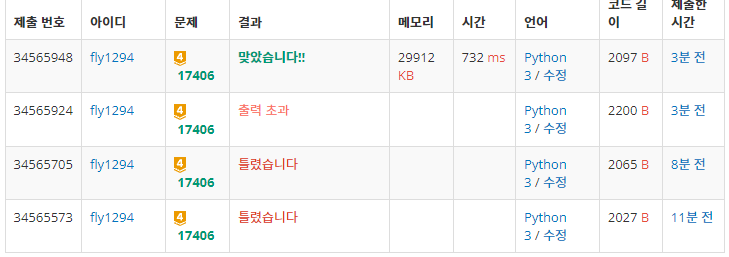 제출 번호 아이디 문제 결과 메모리 시간 언어 코드 길이 제출한 시간
34565948 fly1294 4 17406 맞았습니다!! 29912 KB 732 ms Python 3 / 수정 2097 B 3분 전
34565924 fly1294 4 17406 출력 초과 Python 3 / 수정 2200 B 3분 전
34565705 fly1294 4 17406 틀렸습니다 Python 3 / 수정 2065 B 8분 전
34565573 fly1294 4 17406 틀렸습니다 Python 3 / 수정 2027 B 11분 전